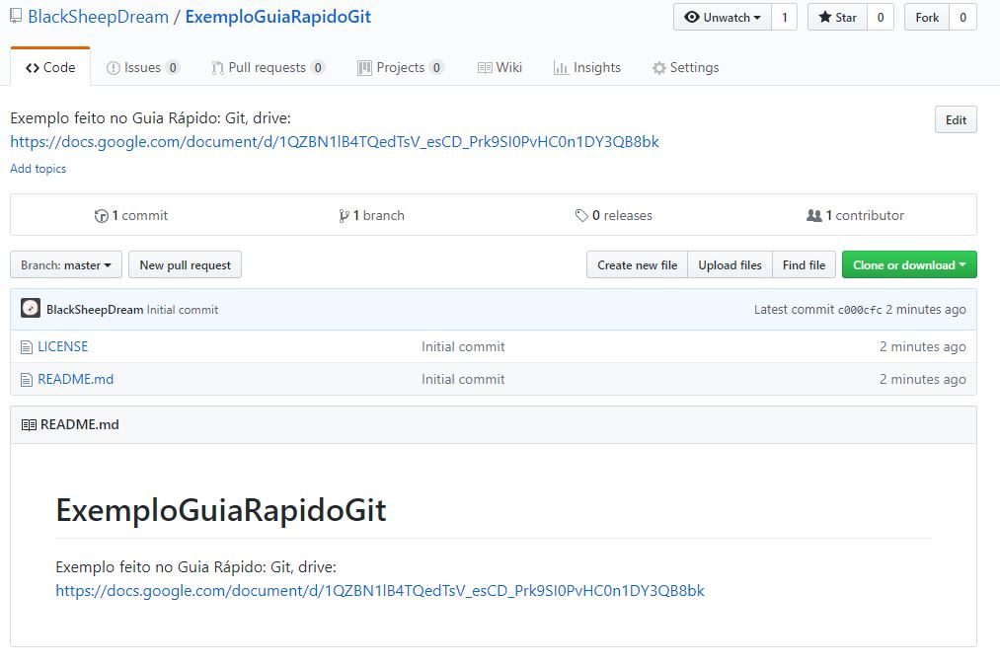 BlackSheepDream / ExemploGuiaRapidoGit
Unwatch 1 Star 0 Fork 0
Code Issues 0 Pull requests 0 Projects 0 Wiki Insights Settings
Exemplo feito no Guia Rápido: Git, drive:
Edit
https://docs.google.com/document/d/1QZBN1lB4TQedTsV_esCD_Prk9SI0PvHC0n1DY3QB8bk
Add topics
1 commit 1 branch 0 releases 1 contributor
Branch: master New pull request Create new file Upload files Find file Clone or download
BlackSheepDream Initial commit Latest commit c000cfc 2 minutes ago
LICENSE Initial commit 2 minutes ago
README.md Initial commit 2 minutes ago
README.md
ExemploGuiaRapidoGit
Exemplo feito no Guia Rápido: Git, drive:
https://docs.google.com/document/d/1QZBN1lB4TQedTsV_esCD_Prk9SI0PvHC0n1DY3QB8bk